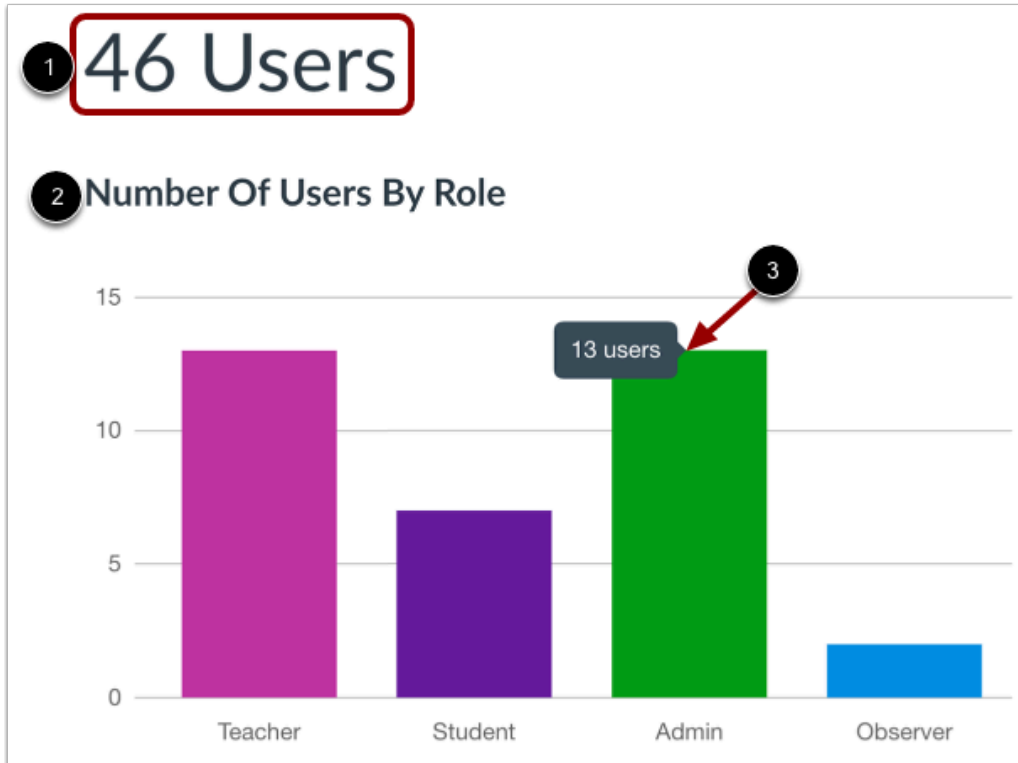 1 46 Users
2 Number Of Users By Role
3
15
13 users
10
5
0
Teacher Student Admin Observer